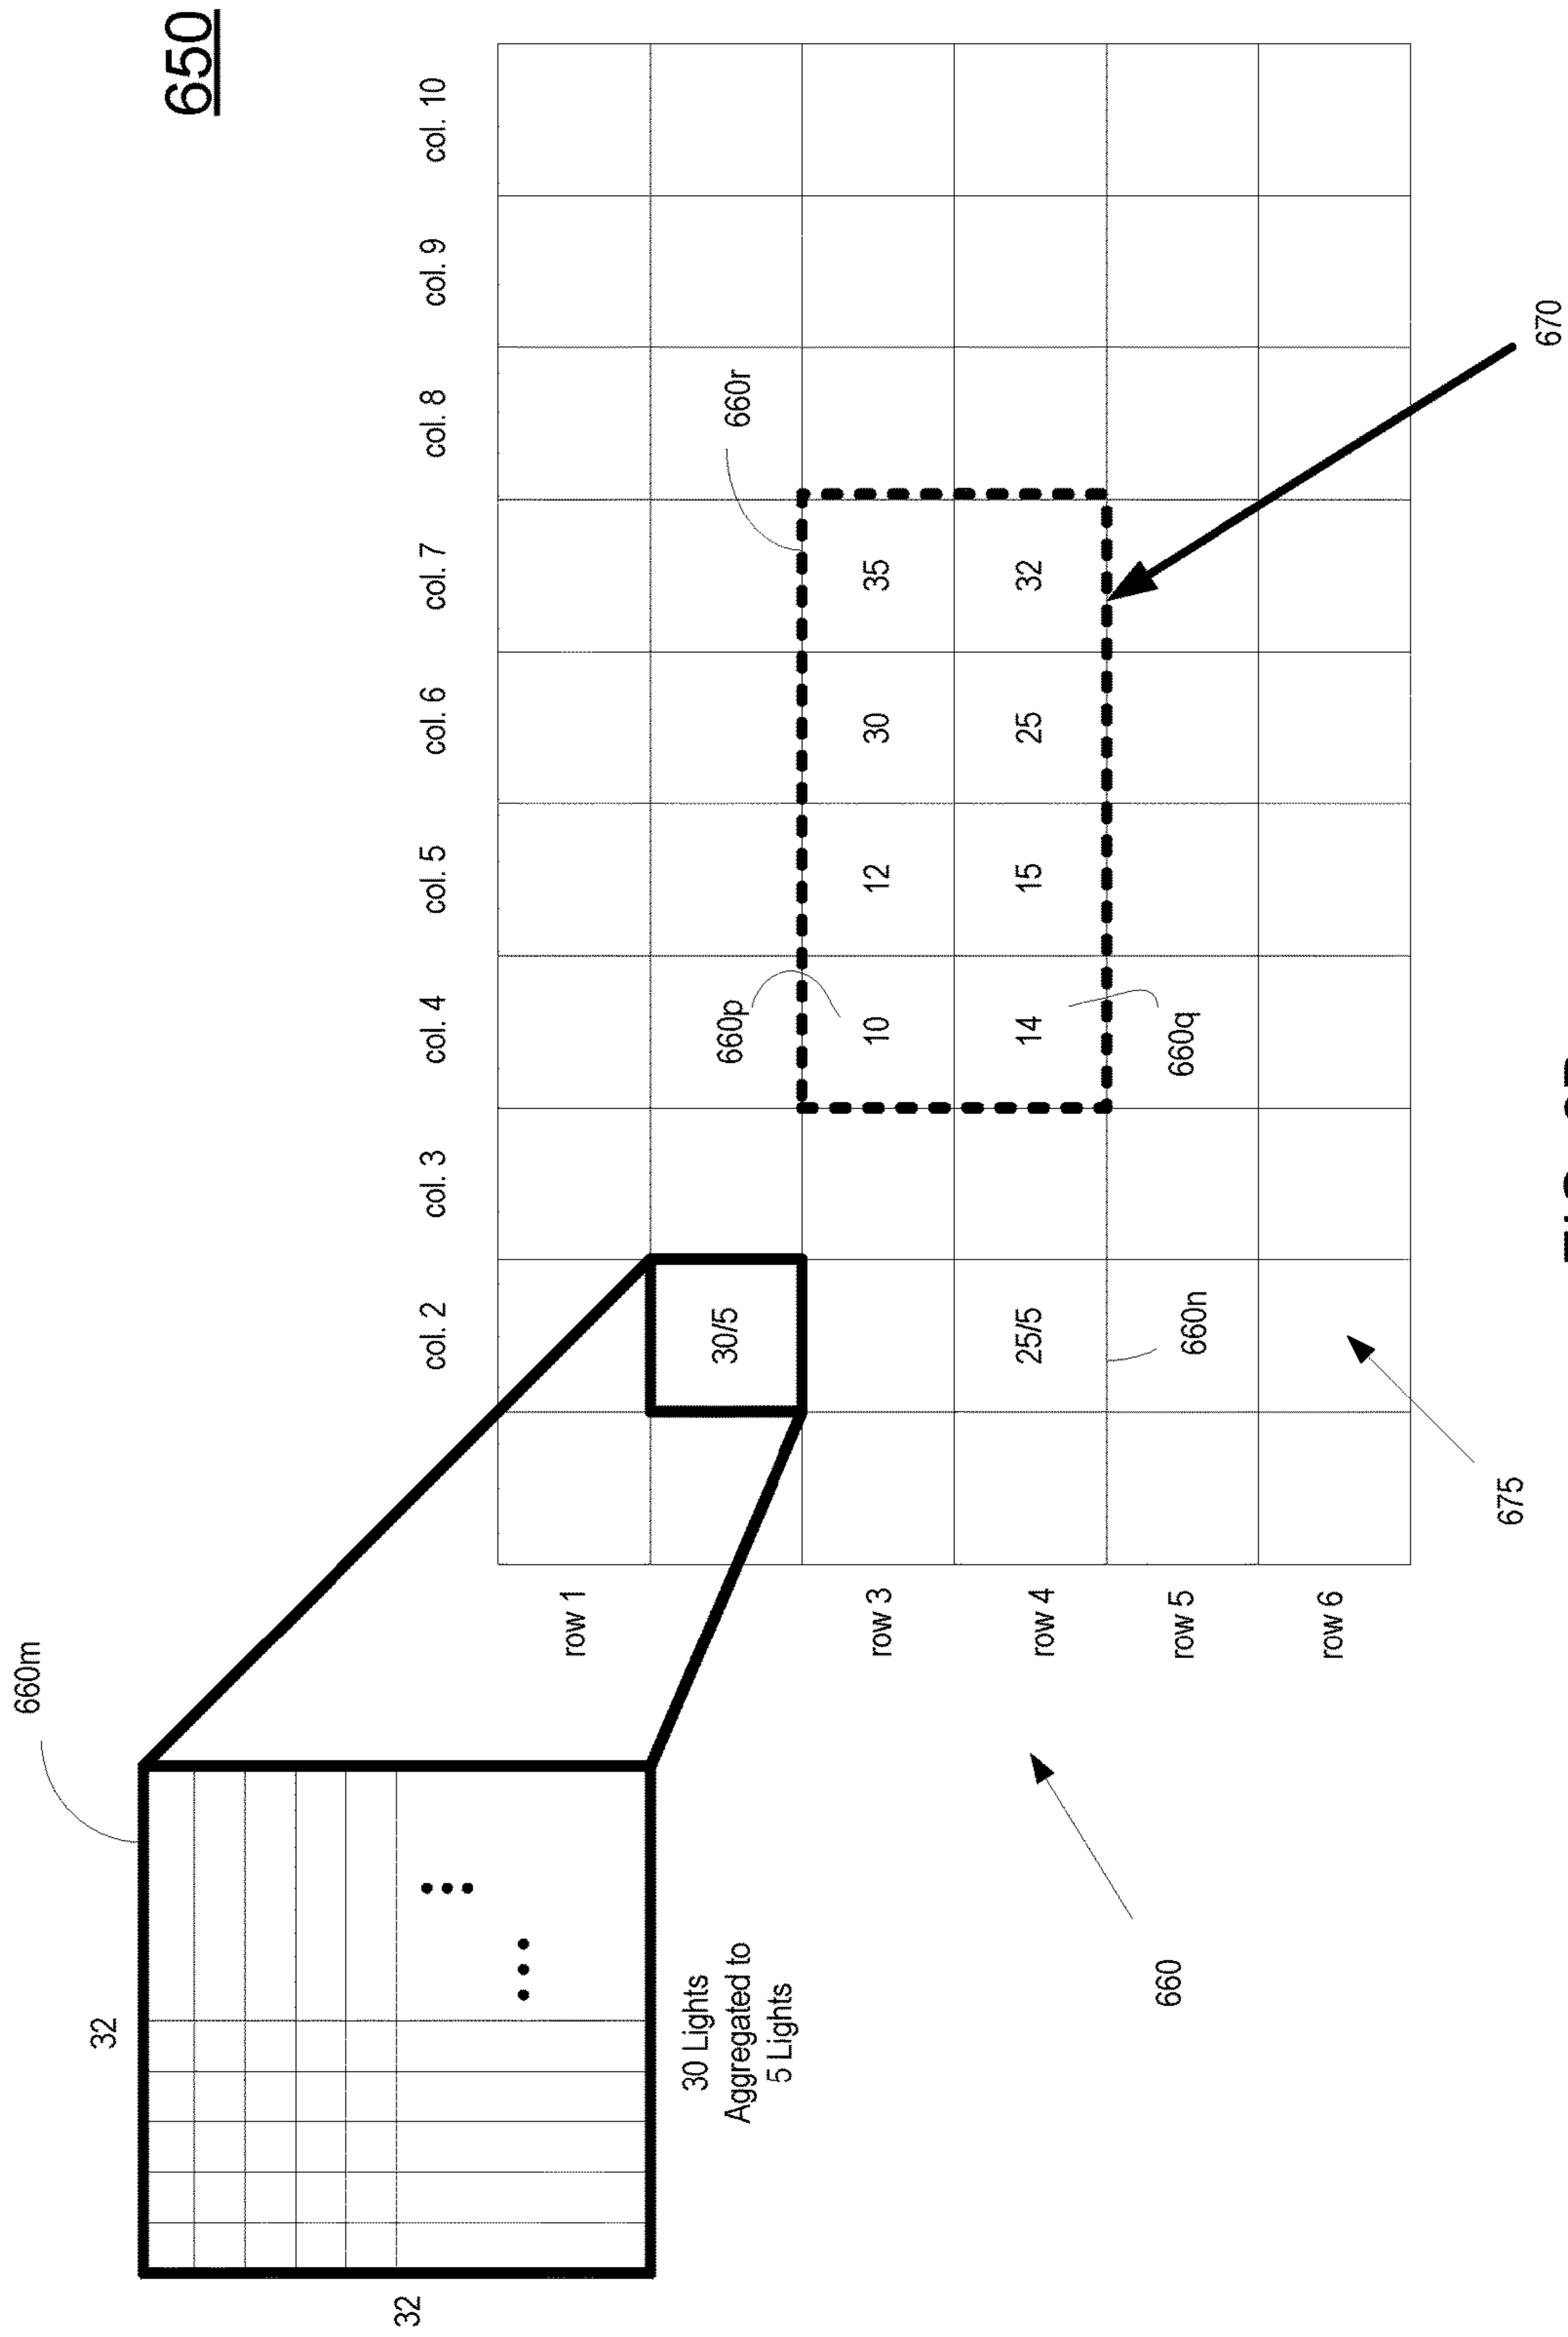 650
660m
32
32
30 Lights
Aggregated to
5 Lights
660
col. 2
col. 3
col. 4
col. 5
col. 6
col. 7
col. 8
col. 9
col. 10
row 1
30/5
660p
660r
row 3
10
12
30
35
row 4
25/5
14
15
25
32
row 5
660n
660q
row 6
675
670